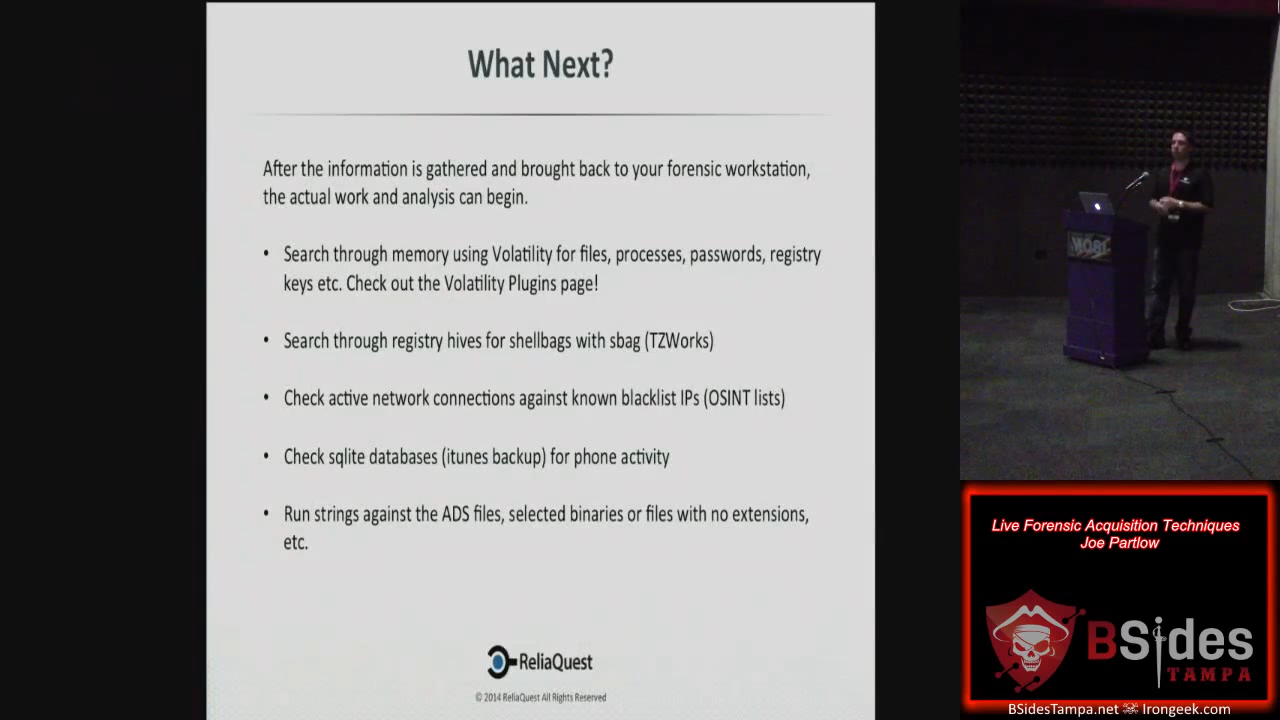 What Next?
After the information is gathered and brought back to your forensic workstation,
the actual work and analysis can begin.
• Search through memory using Volatility for files, processes, passwords, registry
keys etc. Check out the Volatility Plugins page!
• Search through registry hives for shellbags with sbag (TZWorks)
• Check active network connections against known blacklist IPs (OSINT lists)
• Check sqlite databases (itunes backup) for phone activity
• Run strings against the ADS files, selected binaries or files with no extensions,
etc.
ReliaQuest
© 2014 ReliaQuest All Rights Reserved
MOSI
Live Forensic Acquisition Techniques
Joe Partlow
BSides
TAMPA
BSidesTampa.net Irongeek.com